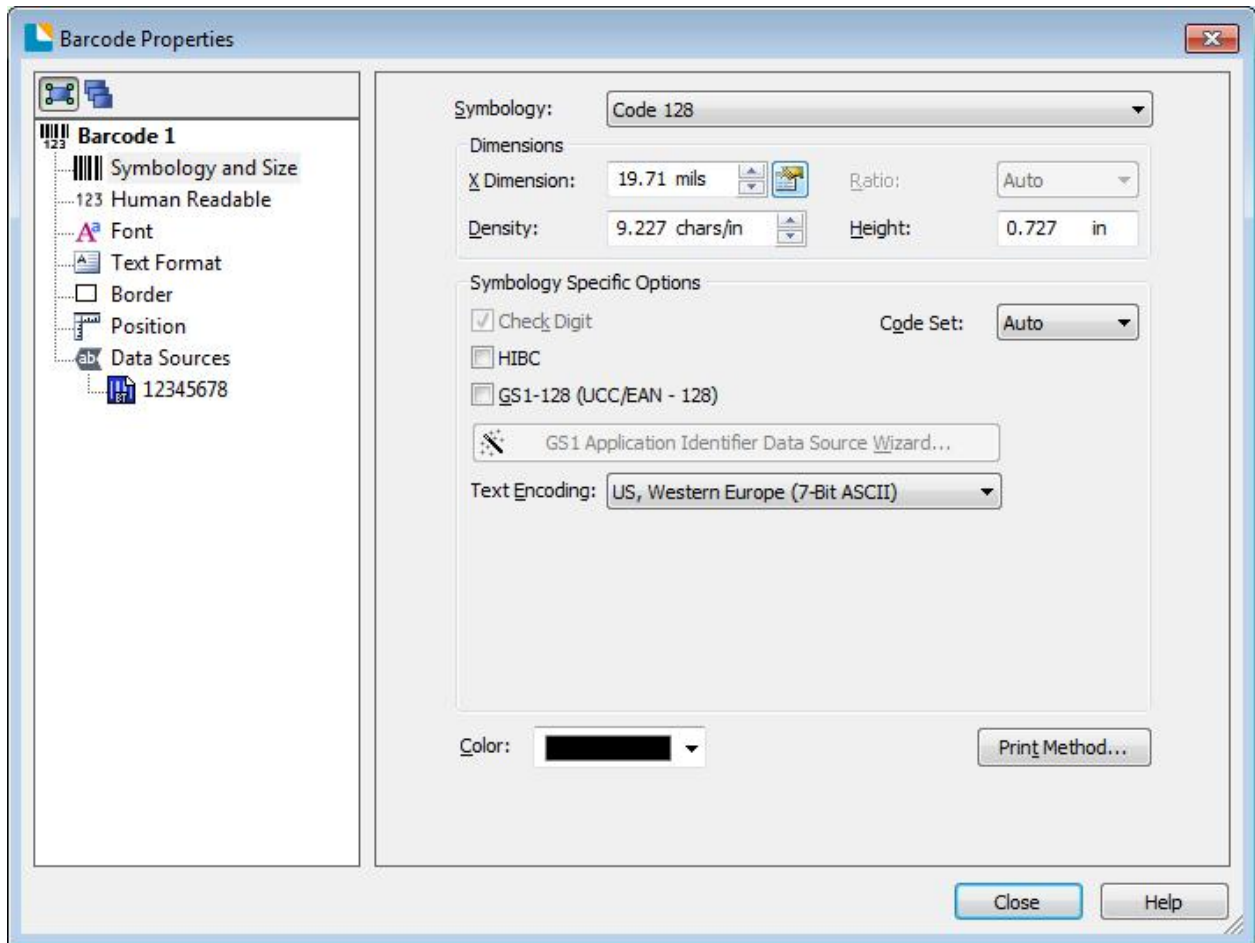 Barcode Properties
Barcode 1
Symbology and Size
123 Human Readable
Font
Text Format
Border
Position
Data Sources
12345678
Symbology: Code 128
Dimensions
X Dimension: 19.71 mils Ratio: Auto
Density: 9.227 chars/in Height: 0.727 in
Symbology Specific Options
Check Digit Code Set: Auto
HIBC
GS1-128 (UCC/EAN - 128)
GS1 Application Identifier Data Source Wizard...
Text Encoding: US, Western Europe (7-Bit ASCII)
Color:
Print Method...
Close Help